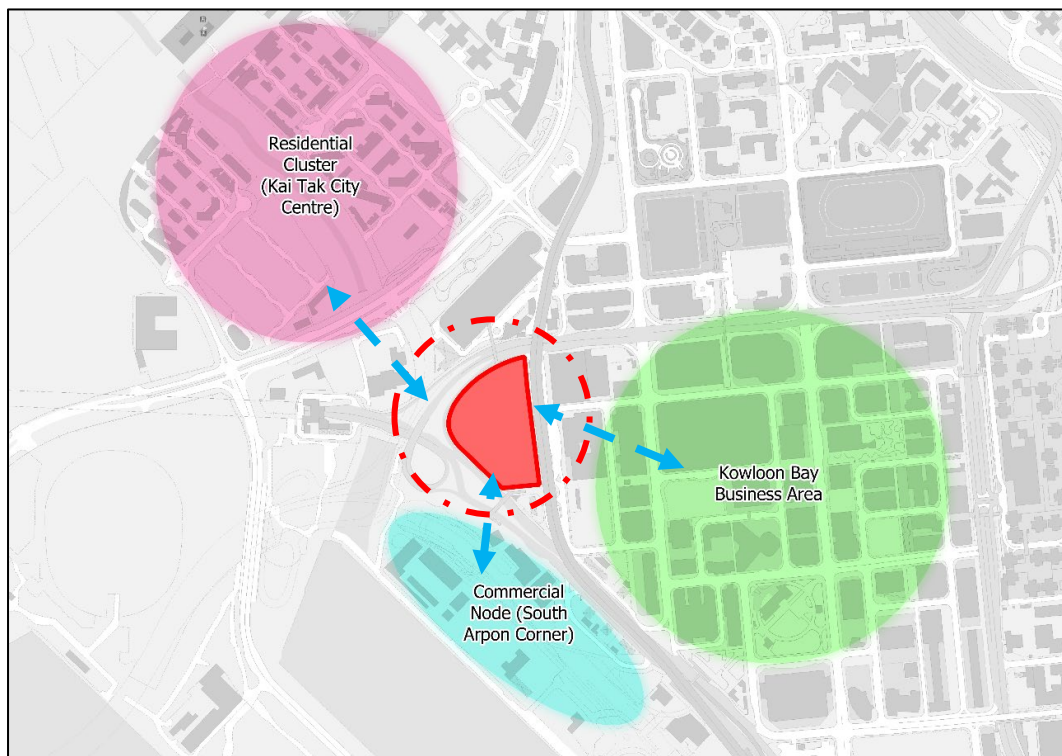 Residential
Cluster
(Kai Tak City
Centre)
Kowloon Bay
Business Area
Commercial
Node (South
Arpon Corner)